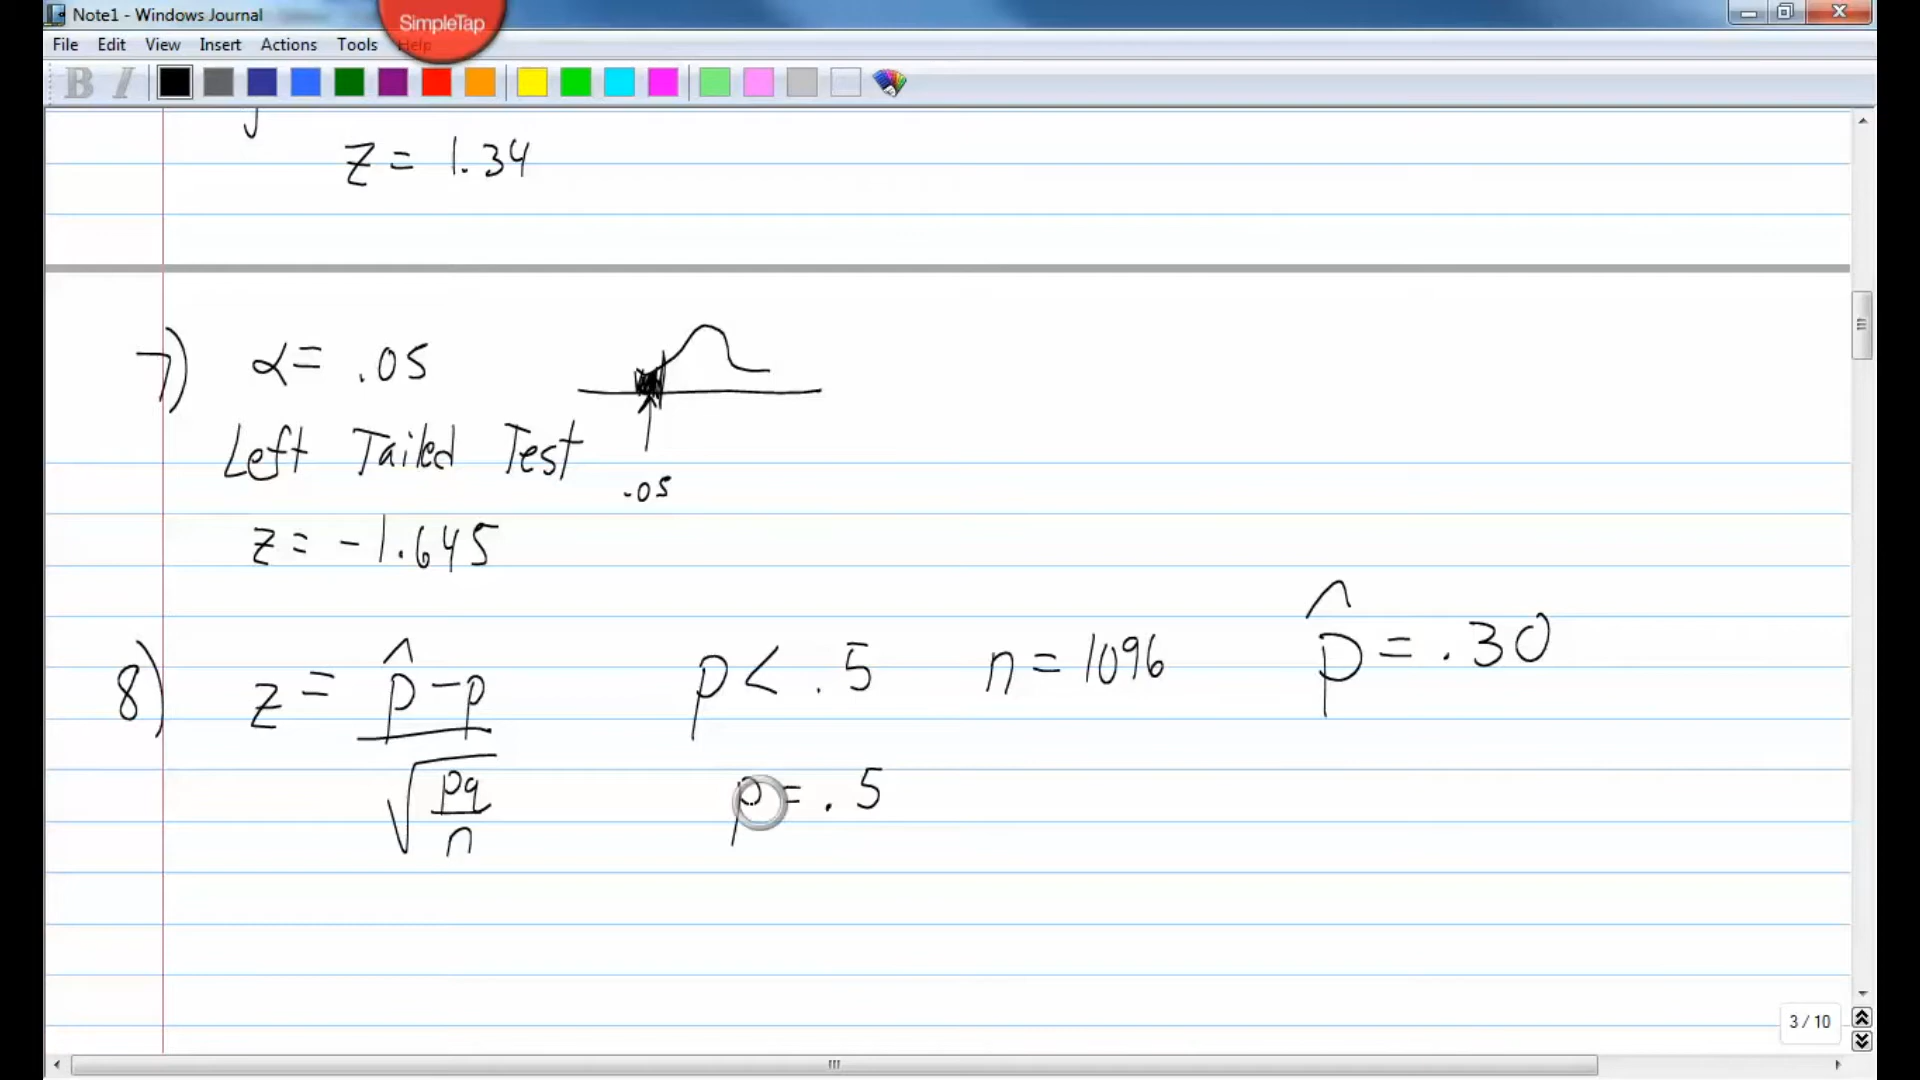 Note1 - Windows Journal
SimpleTap
File Edit View Insert Actions Tools Help
B I
z = 1.34
7) α = .05
Left Tailed Test
.05
z = -1.645
8) z = p̂ - p / √(pq/n)
p < .5 n = 1096 p̂ = .30
p = .5
3 / 10